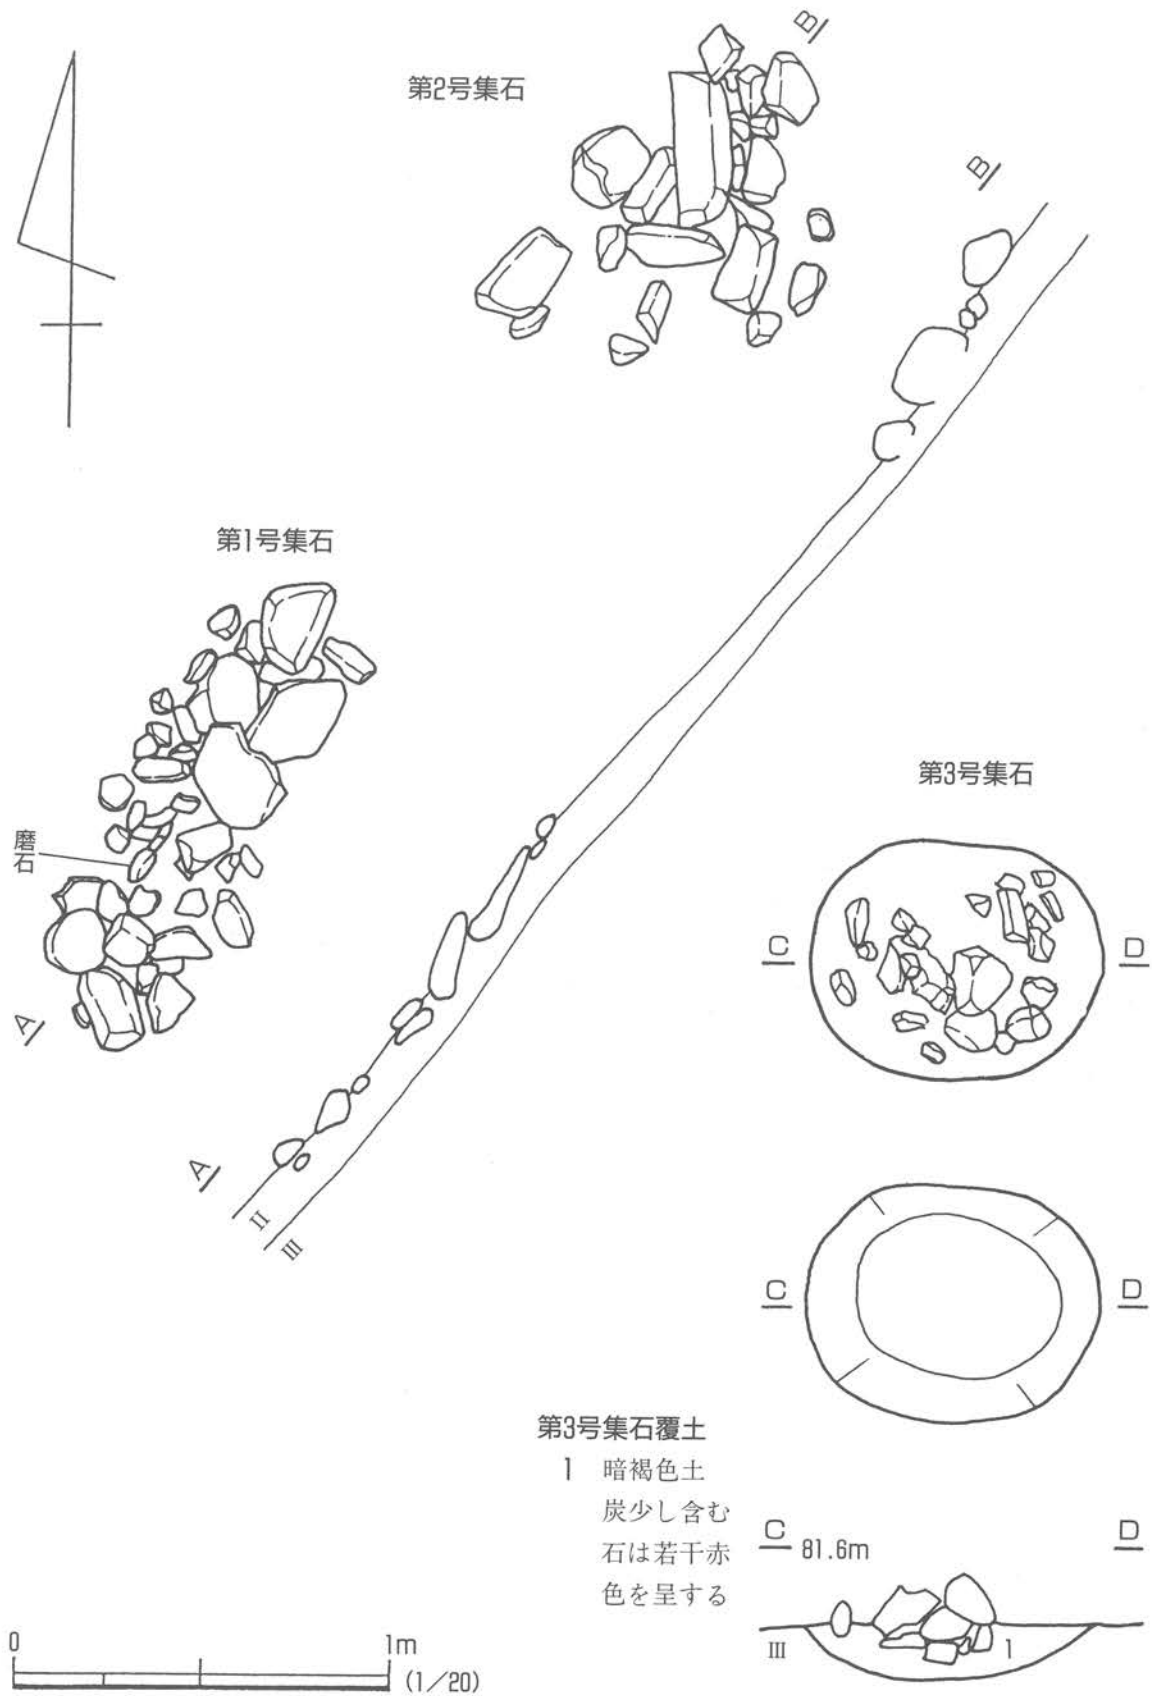 第2号集石
B
B
第1号集石
磨石
A
A
II
III
第3号集石
C
D
C
D
第3号集石覆土
1 暗褐色土
炭少し含む
石は若干赤
色を呈する
C
81.6m
D
III
1
0
1m
(1/20)